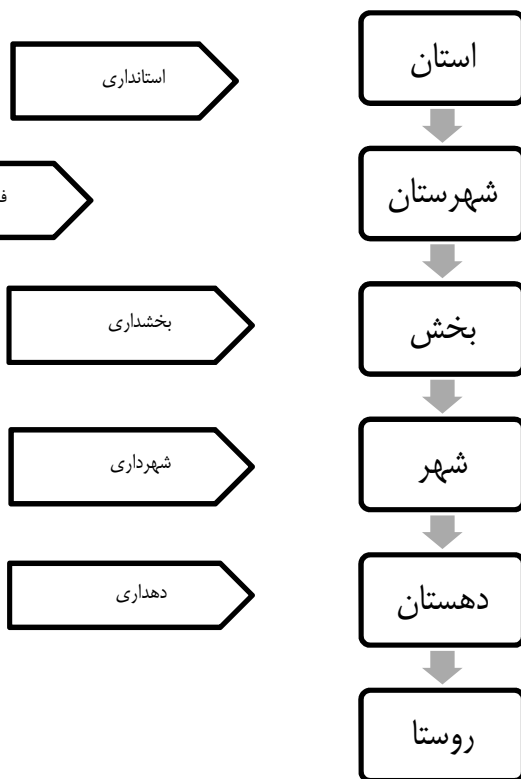 استان
استانداری
شهرستان
بخش
بخشداری
شهر
شهرداری
دهستان
دهداری
روستا